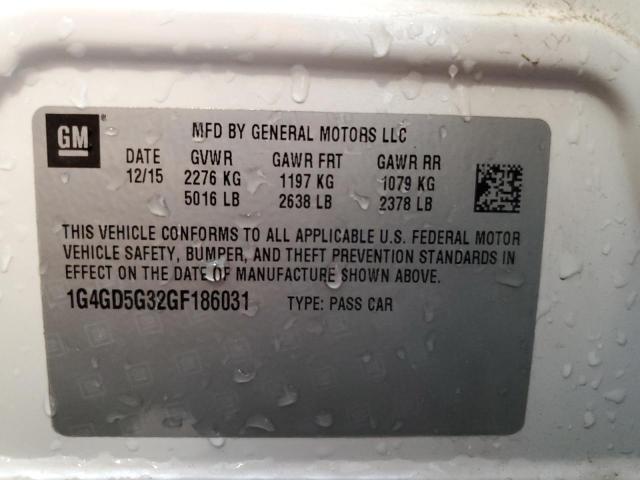 GM ® MFD BY GENERAL MOTORS LLC
DATE GVWR GAWR FRT GAWR RR
12/15 2276 KG 1197 KG 1079 KG
5016 LB 2638 LB 2378 LB
THIS VEHICLE CONFORMS TO ALL APPLICABLE U.S. FEDERAL MOTOR
VEHICLE SAFETY, BUMPER, AND THEFT PREVENTION STANDARDS IN
EFFECT ON THE DATE OF MANUFACTURE SHOWN ABOVE.
1G4GD5G32GF186031 TYPE: PASS CAR